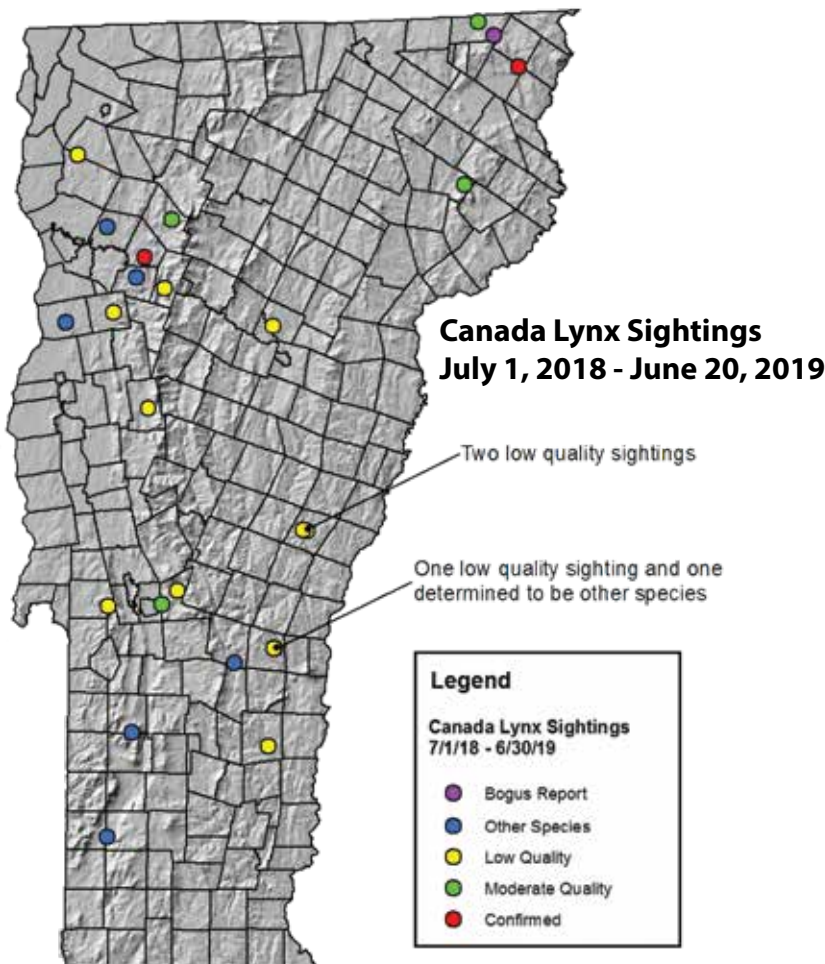 Canada Lynx Sightings
July 1, 2018 - June 20, 2019
Two low quality sightings
One low quality sighting and one
determined to be other species
Legend
Canada Lynx Sightings
7/1/18 - 6/30/19
Bogus Report
Other Species
Low Quality
Moderate Quality
Confirmed